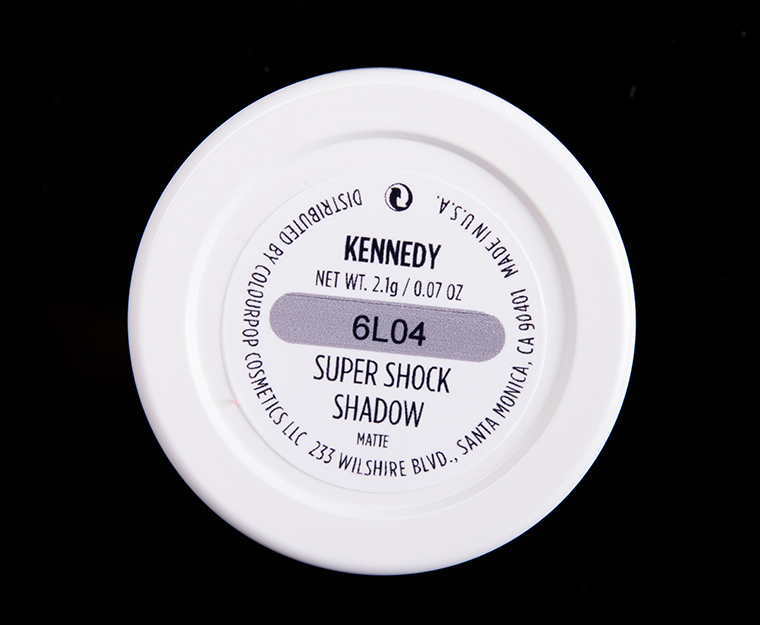 KENNEDY
NET WT. 2.1g / 0.07 OZ
6L04
SUPER SHOCK
SHADOW
MATTE
DISTRIBUTED BY COLOURPOP COSMETICS LLC 233 WILSHIRE BLVD., SANTA MONICA, CA 90401 MADE IN U.S.A.